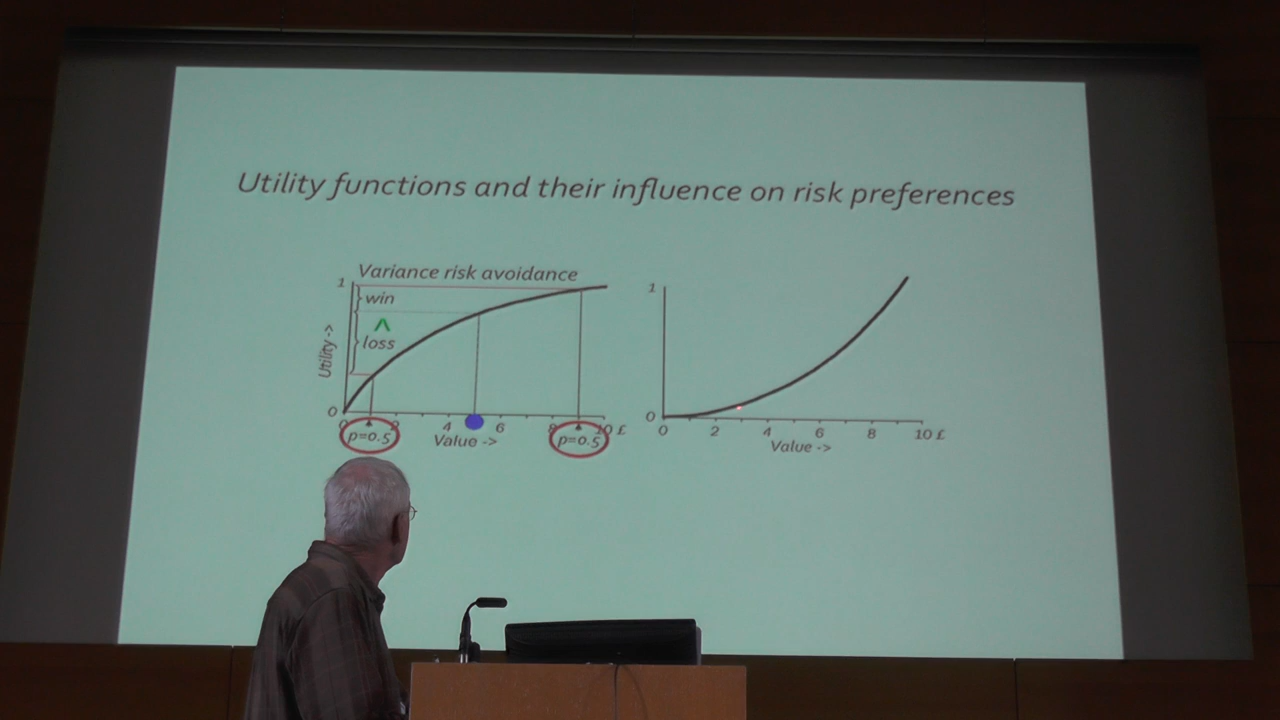 Utility functions and their influence on risk preferences
Variance risk avoidance
1
win
^
loss
Utility ->
0
0 2 4 6 8 10 £
p=0.5
p=0.5
Value ->
1
0
0 2 4 6 8 10 £
Value ->